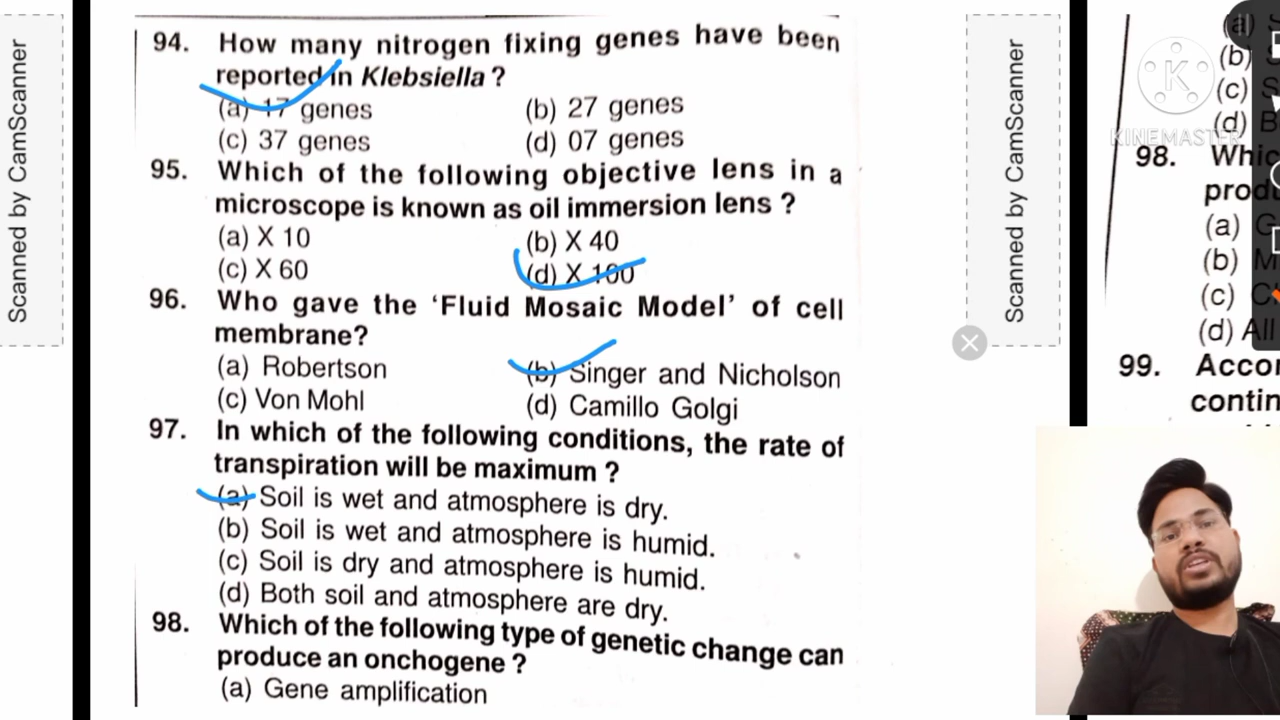 Scanned by CamScanner
94. How many nitrogen fixing genes have been
reported in Klebsiella ?
(a) 17 genes (b) 27 genes
(c) 37 genes (d) 07 genes
95. Which of the following objective lens in a
microscope is known as oil immersion lens ?
(a) X 10 (b) X 40
(c) X 60 (d) X 100
96. Who gave the ‘Fluid Mosaic Model’ of cell
membrane?
(a) Robertson (b) Singer and Nicholson
(c) Von Mohl (d) Camillo Golgi
97. In which of the following conditions, the rate of
transpiration will be maximum ?
(a) Soil is wet and atmosphere is dry.
(b) Soil is wet and atmosphere is humid.
(c) Soil is dry and atmosphere is humid.
(d) Both soil and atmosphere are dry.
98. Which of the following type of genetic change can
produce an onchogene ?
(a) Gene amplification
Scanned by CamScanner
(a)
(b)
(c)
(d) B
K
KINEMASTER
98. Whic
prod
(a) G
(b) M
(c)
(d) All
99. Accor
contin